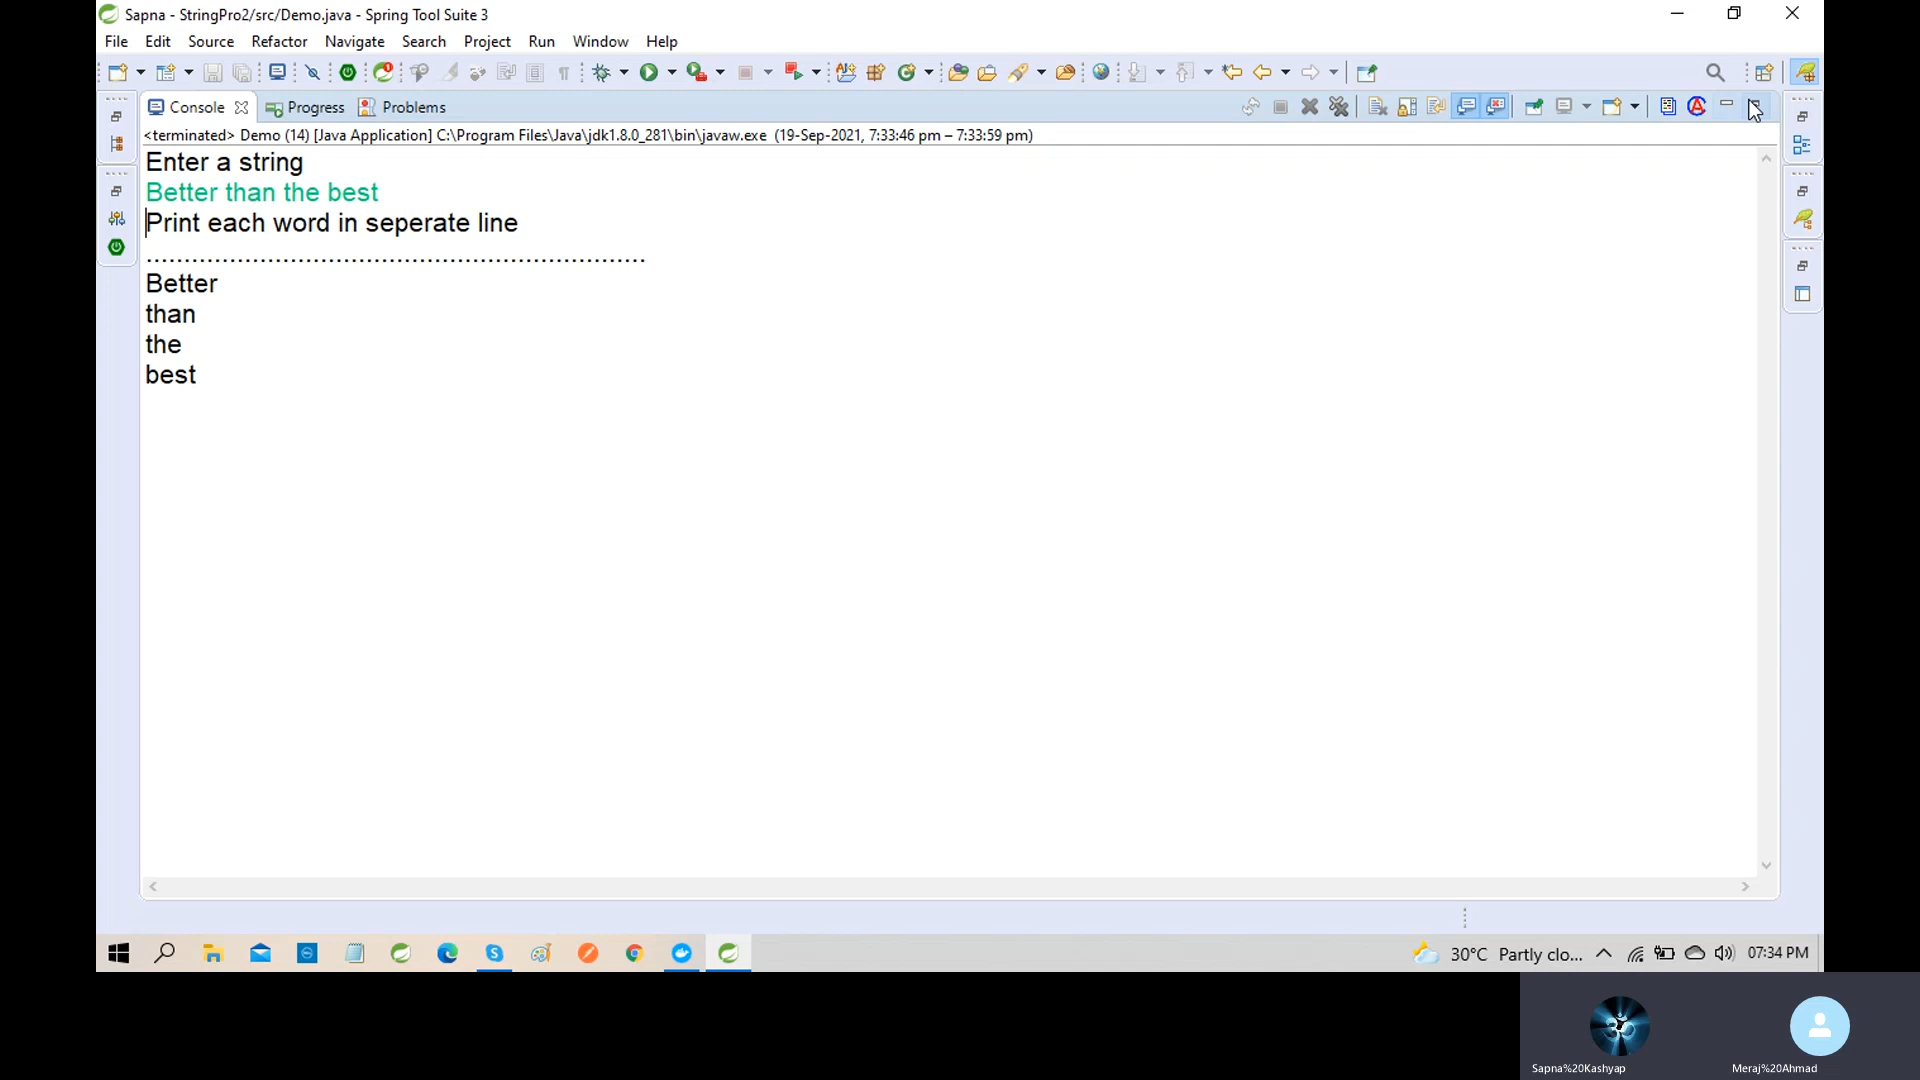 Sapna - StringPro2/src/Demo.java - Spring Tool Suite 3
File Edit Source Refactor Navigate Search Project Run Window Help
Console Progress Problems
<terminated> Demo (14) [Java Application] C:\Program Files\Java\jdk1.8.0_281\bin\javaw.exe (19-Sep-2021, 7:33:46 pm – 7:33:59 pm)
Enter a string
Better than the best
Print each word in seperate line
..................................................................
Better
than
the
best
30°C Partly clo... 07:34 PM
Sapna%20Kashyap Meraj%20Ahmad